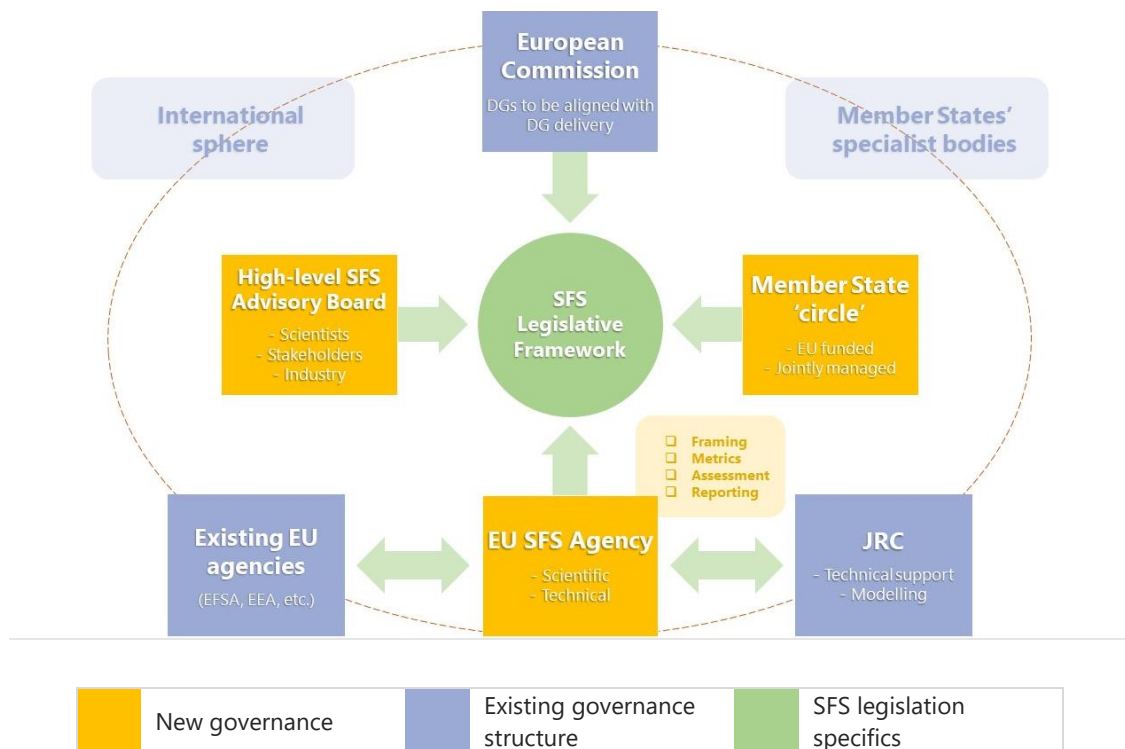 European
Commission
DGs to be aligned with
DG delivery
International
sphere
Member States'
specialist bodies
High-level SFS
Advisory Board
- Scientists
- Stakeholders
- Industry
SFS
Legislative
Framework
Member State
‘circle’
- EU funded
- Jointly managed
❑ Framing
❑ Metrics
❑ Assessment
❑ Reporting
Existing EU
agencies
(EFSA, EEA, etc.)
EU SFS Agency
- Scientific
- Technical
JRC
- Technical support
- Modelling
New governance
Existing governance
structure
SFS legislation
specifics